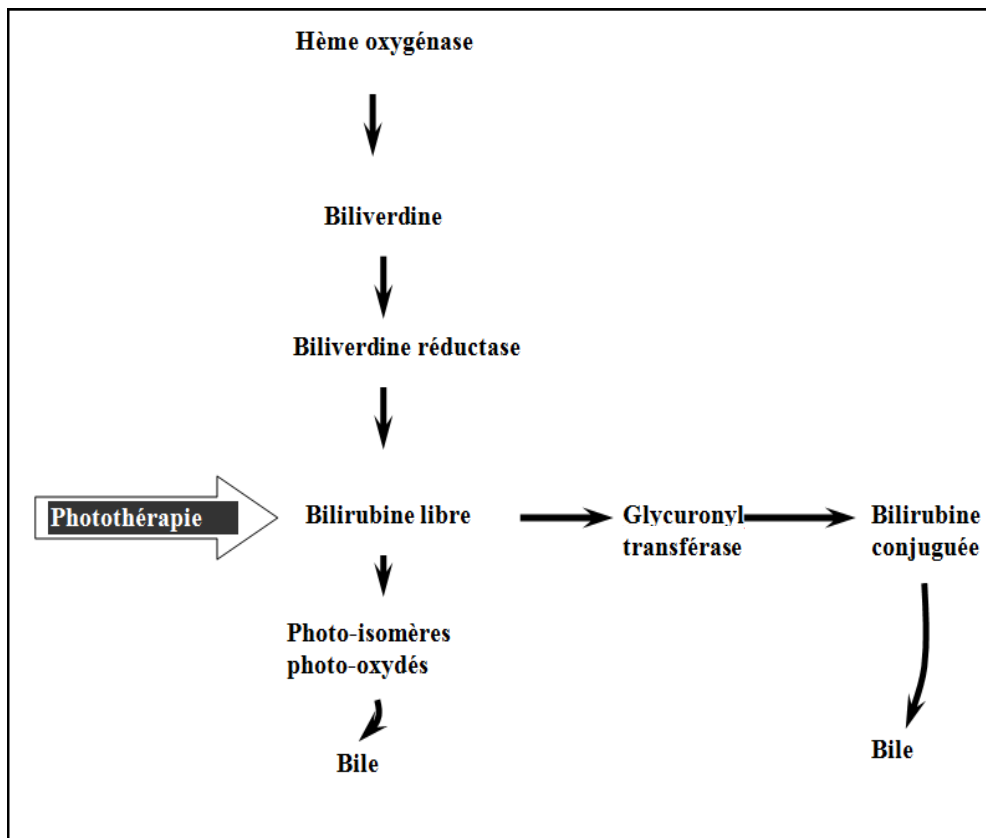 Hème oxygénase
Biliverdine
Biliverdine réductase
Photothérapie
Bilirubine libre
Glycuronyl
transférase
Bilirubine
conjuguée
Photo-isomères
photo-oxydés
Bile
Bile